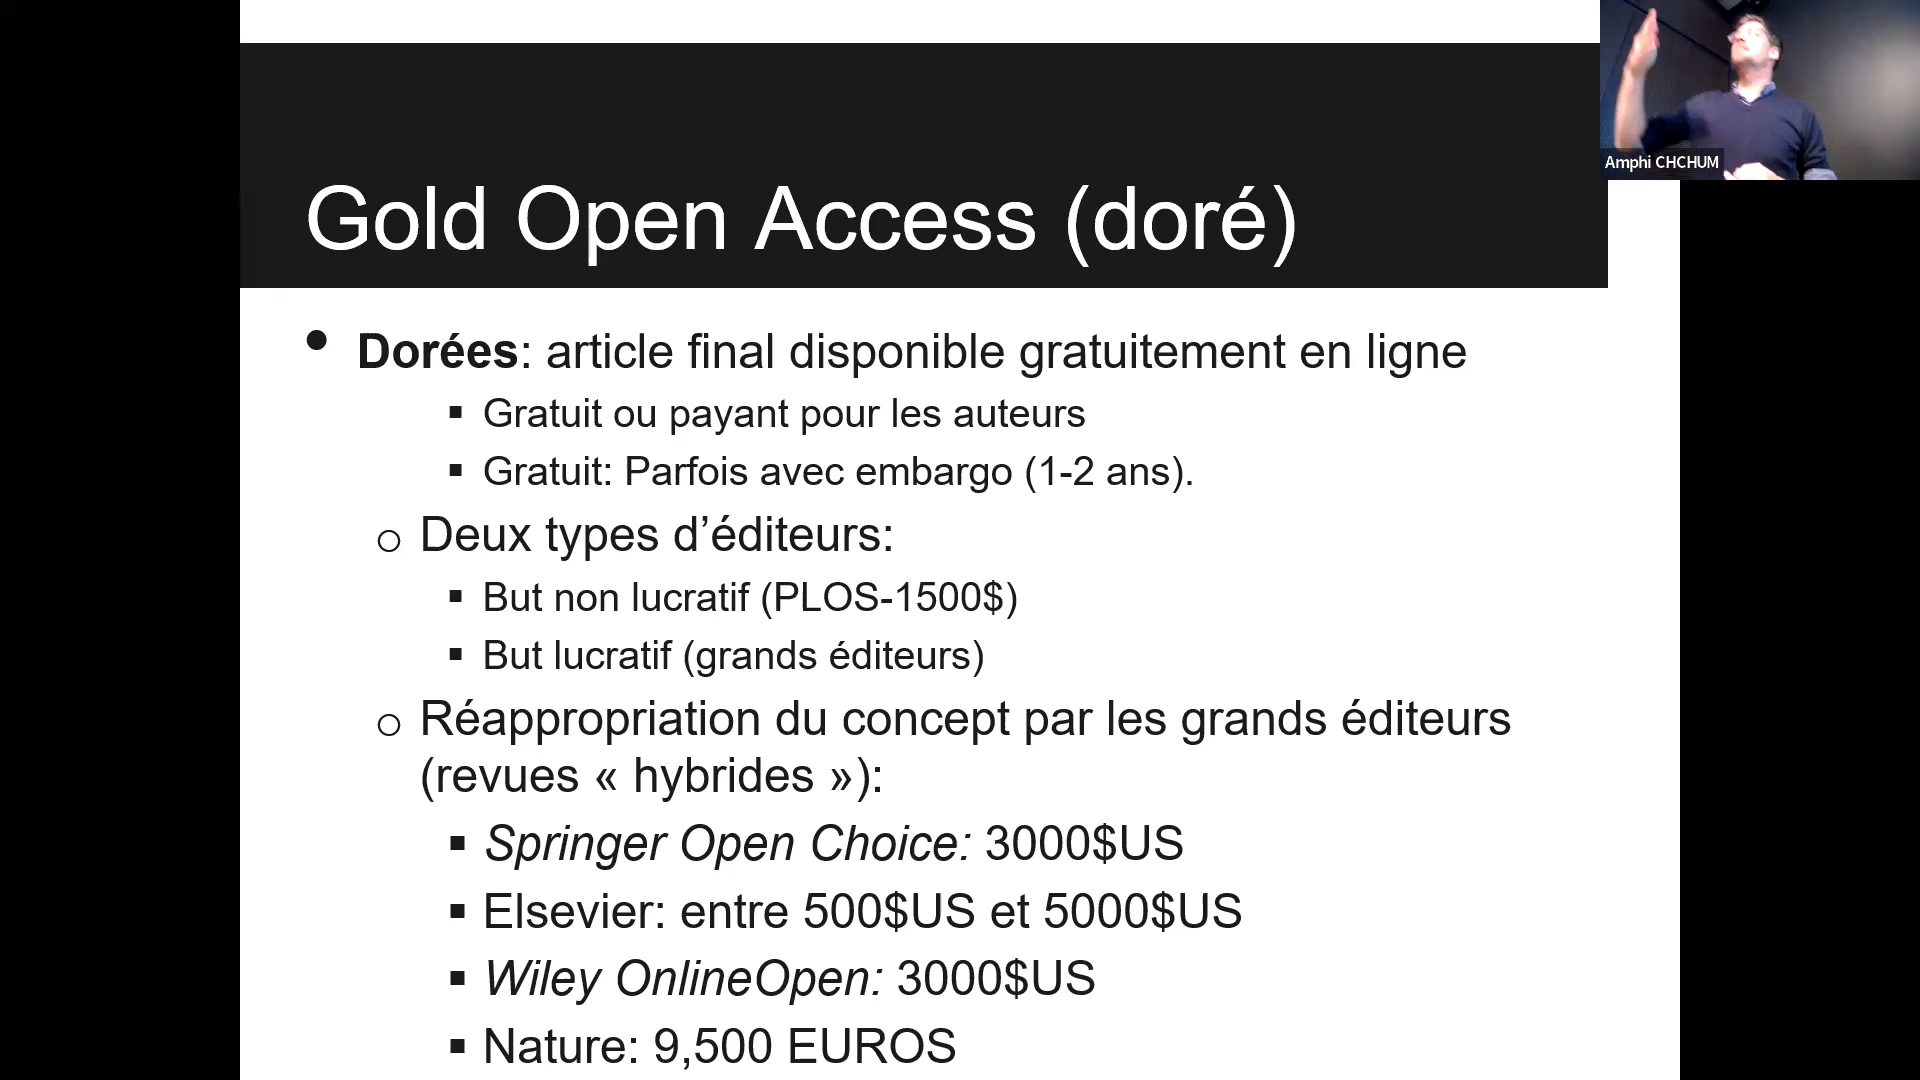 Amphi CHCHUM
Gold Open Access (doré)
• Dorées: article final disponible gratuitement en ligne
▪ Gratuit ou payant pour les auteurs
▪ Gratuit: Parfois avec embargo (1-2 ans).
o Deux types d’éditeurs:
▪ But non lucratif (PLOS-1500$)
▪ But lucratif (grands éditeurs)
o Réappropriation du concept par les grands éditeurs
(revues « hybrides »):
▪ Springer Open Choice: 3000$US
▪ Elsevier: entre 500$US et 5000$US
▪ Wiley OnlineOpen: 3000$US
▪ Nature: 9,500 EUROS